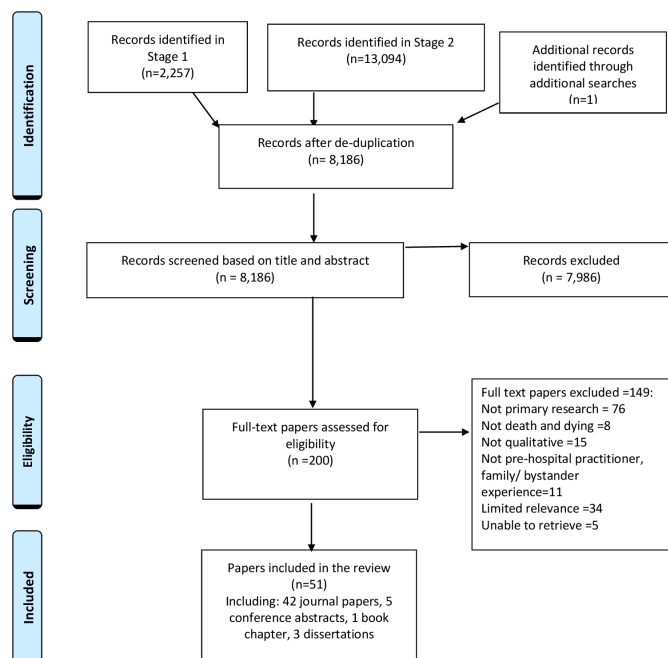 Identification
Records identified in
Stage 1
(n=2,257)
Records identified in Stage 2
(n=13,094)
Additional records
identified through
additional searches
(n=1)
Records after de-duplication
(n= 8,186)
Screening
Records screened based on title and abstract
(n = 8,186)
Records excluded
(n = 7,986)
Eligibility
Full-text papers assessed for
eligibility
(n =200)
Full text papers excluded =149:
Not primary research = 76
Not death and dying =8
Not qualitative =15
Not pre-hospital practitioner,
family/ bystander
experience=11
Limited relevance =34
Unable to retrieve =5
Included
Papers included in the review
(n=51)
Including: 42 journal papers, 5
conference abstracts, 1 book
chapter, 3 dissertations